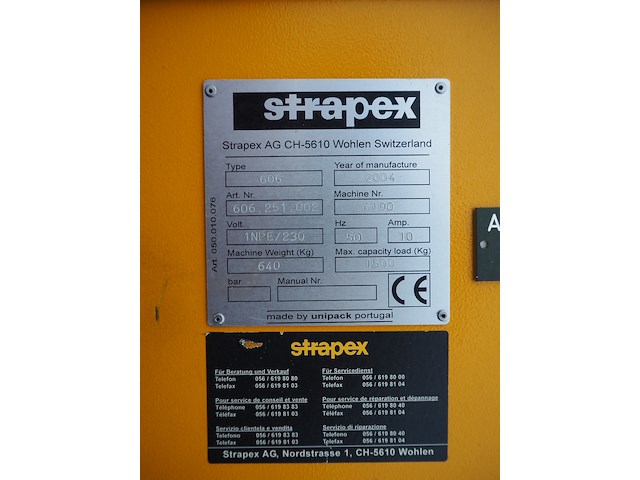 strapex
Strapex AG CH-5610 Wohlen Switzerland
Type Year of manufacture
606 2004
Art. Nr. Machine Nr.
606.251.002
Volt. Hz Amp.
1NPE/230 50 10
Machine Weight (Kg) Max. capacity load (Kg)
640
bar Manual Nr.
CE
made by unipack portugal
Art. 050.010.076
A
strapex
Für Beratung und Verkauf Für Servicedienst
Telefon 056 / 619 80 80 Telefon 056 / 619 80 00
Telefax 056 / 619 81 03 Telefax 056 / 619 81 04
Pour service de conseil et vente Pour service de réparation et dépannage
Téléphone 056 / 619 83 83 Téléphone 056 / 619 80 40
Téléfax 056 / 619 81 03 Téléfax 056 / 619 81 04
Servizio clientela e vendita Servizio di riparazione
Telefono 056 / 619 83 83 Telefono 056 / 619 80 40
Telefax 056 / 619 81 03 Telefax 056 / 619 81 04
Strapex AG, Nordstrasse 1, CH-5610 Wohlen